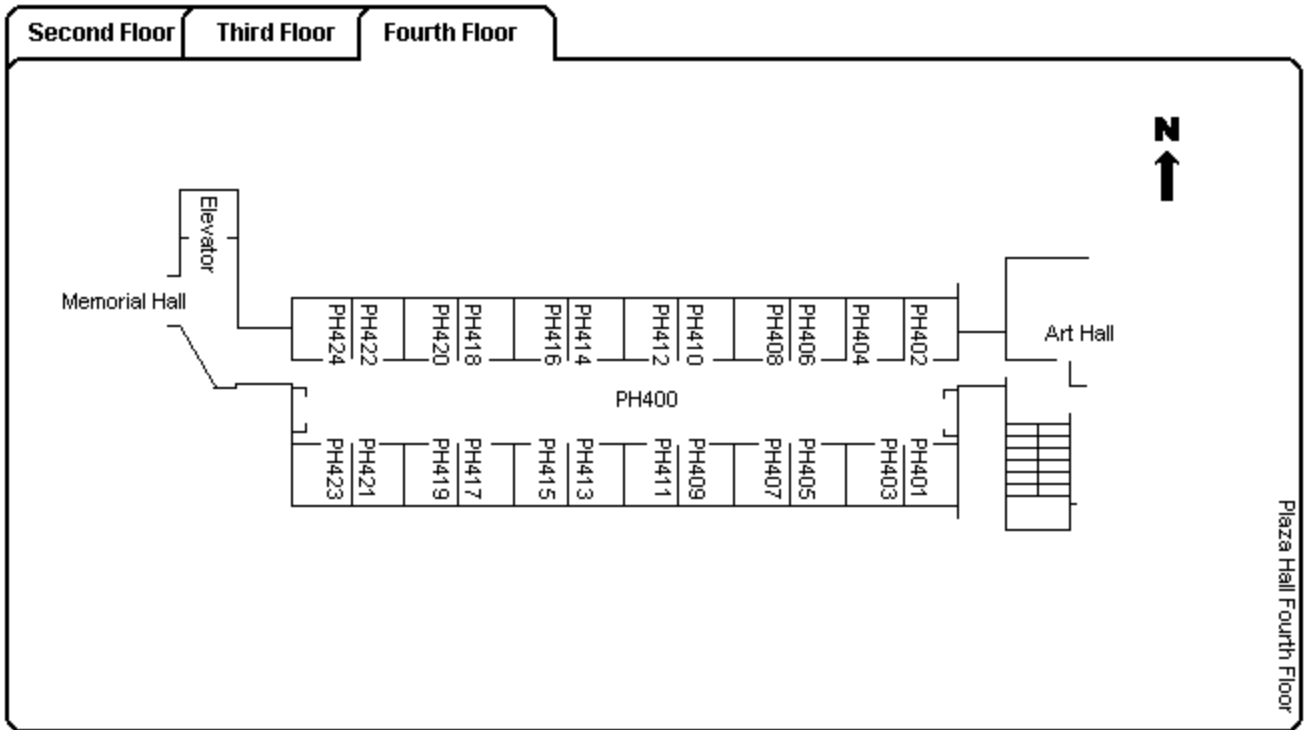 Second Floor
Third Floor
Fourth Floor
N
Elevator
Memorial Hall
Art Hall
PH424
PH422
PH420
PH418
PH416
PH414
PH412
PH410
PH408
PH406
PH404
PH402
PH400
PH423
PH421
PH419
PH417
PH415
PH413
PH411
PH409
PH407
PH405
PH403
PH401
Plaza Hall Fourth Floor